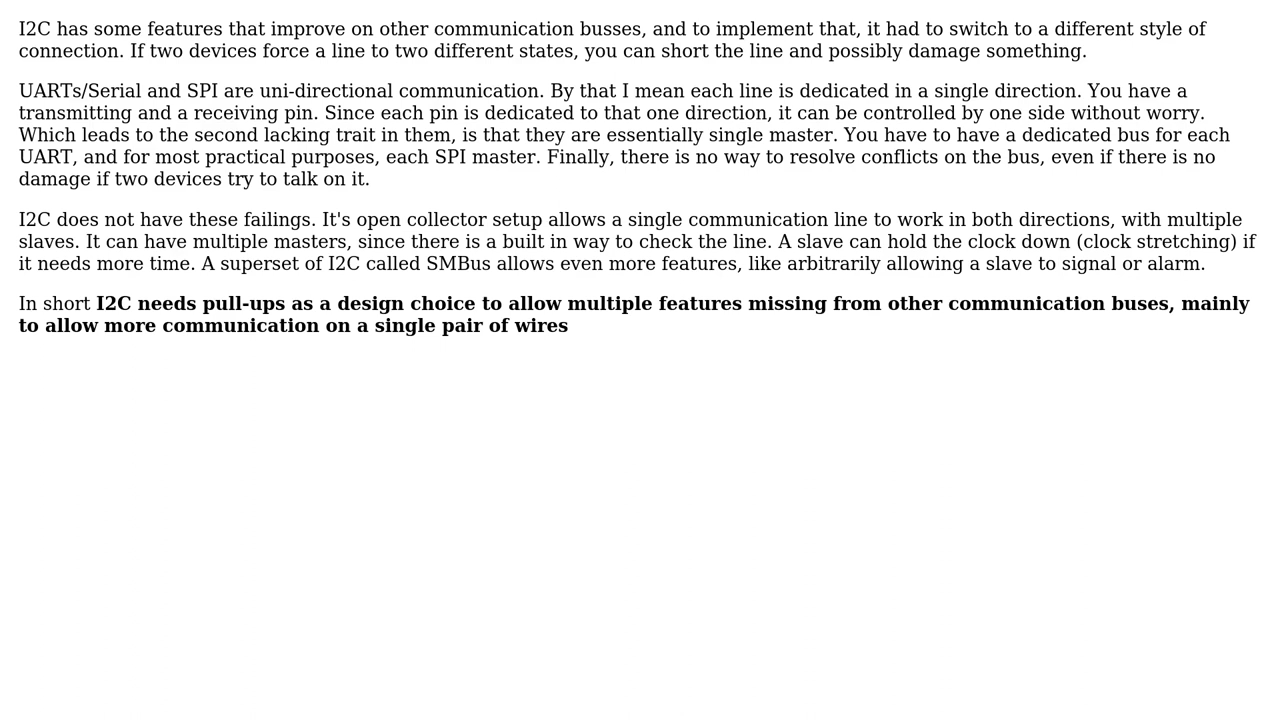 I2C has some features that improve on other communication busses, and to implement that, it had to switch to a different style of
connection. If two devices force a line to two different states, you can short the line and possibly damage something.
UARTs/Serial and SPI are uni-directional communication. By that I mean each line is dedicated in a single direction. You have a
transmitting and a receiving pin. Since each pin is dedicated to that one direction, it can be controlled by one side without worry.
Which leads to the second lacking trait in them, is that they are essentially single master. You have to have a dedicated bus for each
UART, and for most practical purposes, each SPI master. Finally, there is no way to resolve conflicts on the bus, even if there is no
damage if two devices try to talk on it.
I2C does not have these failings. It's open collector setup allows a single communication line to work in both directions, with multiple
slaves. It can have multiple masters, since there is a built in way to check the line. A slave can hold the clock down (clock stretching) if
it needs more time. A superset of I2C called SMBus allows even more features, like arbitrarily allowing a slave to signal or alarm.
In short I2C needs pull-ups as a design choice to allow multiple features missing from other communication buses, mainly
to allow more communication on a single pair of wires